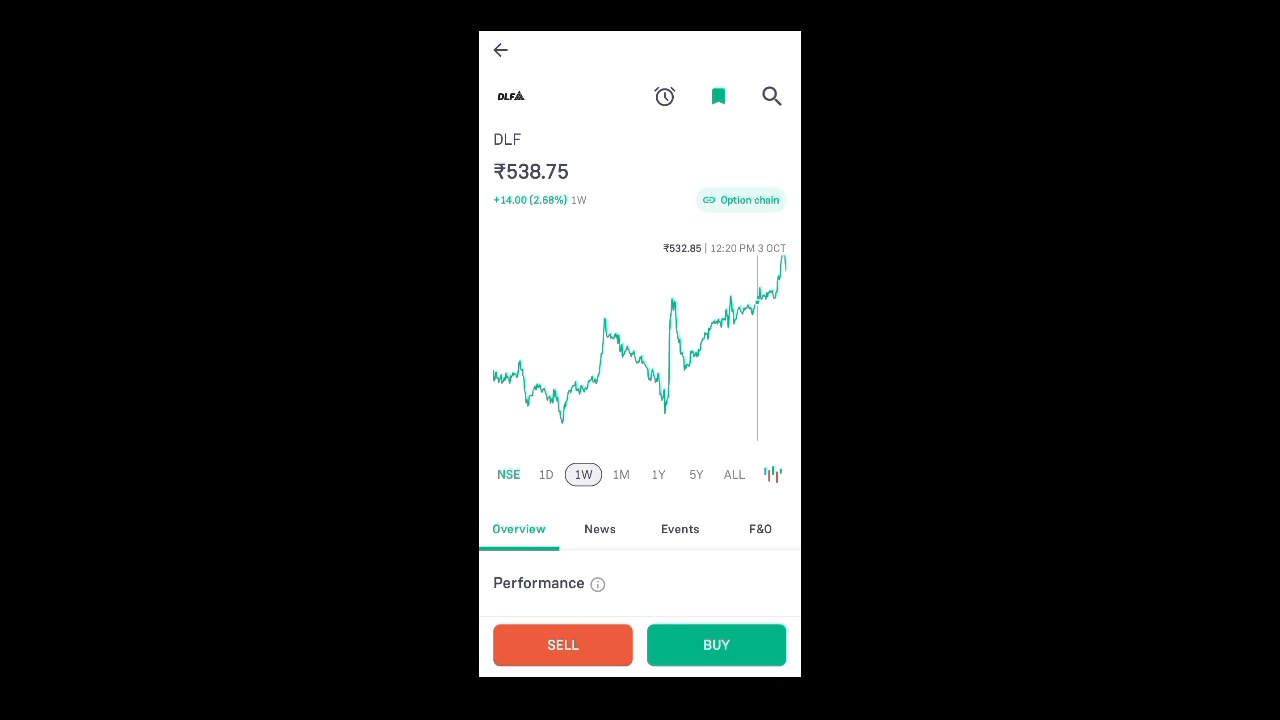 DLF
DLF
₹538.75
+14.00 (2.68%) 1W
Option chain
₹532.85 | 12:20 PM 3 OCT
NSE 1D 1W 1M 1Y 5Y ALL
Overview News Events F&O
Performance
SELL BUY